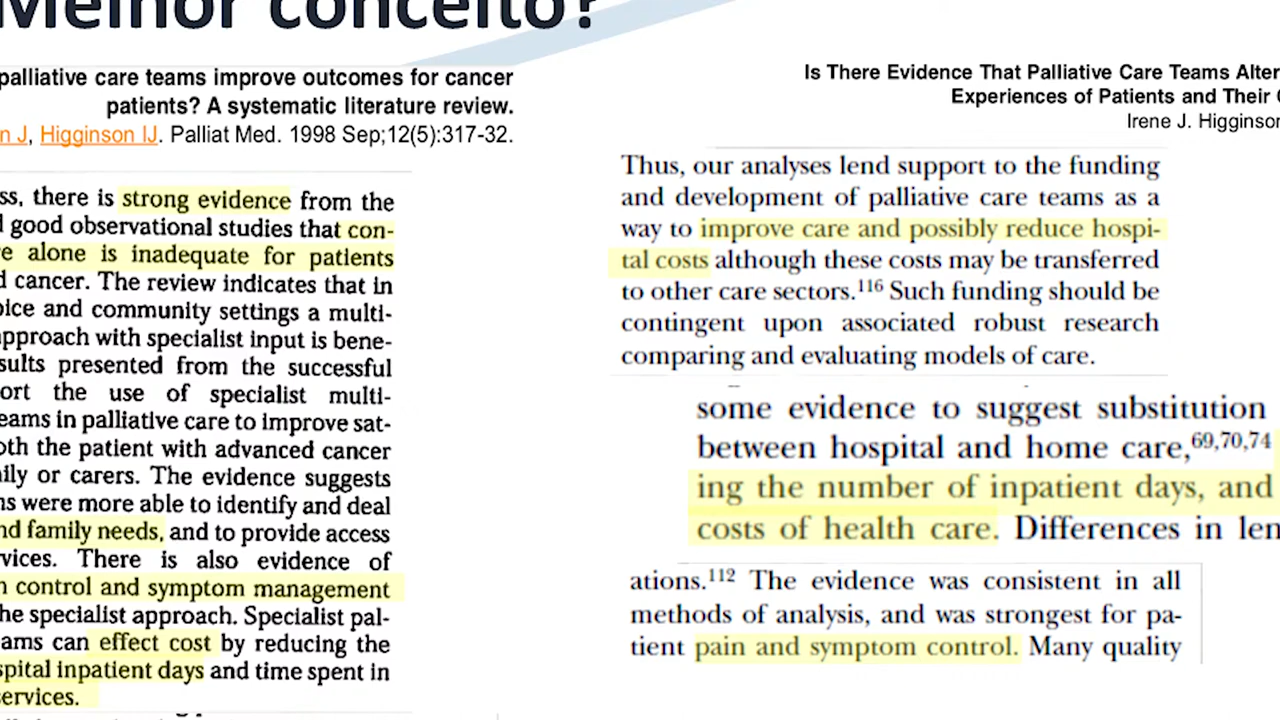 Melhor conceito?
palliative care teams improve outcomes for cancer
patients? A systematic literature review.
n J, Higginson IJ. Palliat Med. 1998 Sep;12(5):317-32.
ss, there is strong evidence from the
d good observational studies that con-
e alone is inadequate for patients
d cancer. The review indicates that in
pice and community settings a multi-
approach with specialist input is bene-
sults presented from the successful
ort the use of specialist multi-
eams in palliative care to improve sat-
oth the patient with advanced cancer
ily or carers. The evidence suggests
ns were more able to identify and deal
nd family needs, and to provide access
vices. There is also evidence of
n control and symptom management
he specialist approach. Specialist pal-
eams can effect cost by reducing the
spital inpatient days and time spent in
services.
Is There Evidence That Palliative Care Teams Alter
Experiences of Patients and Their
Irene J. Higginson
Thus, our analyses lend support to the funding
and development of palliative care teams as a
way to improve care and possibly reduce hospi-
tal costs although these costs may be transferred
to other care sectors.116 Such funding should be
contingent upon associated robust research
comparing and evaluating models of care.
some evidence to suggest substitution
between hospital and home care,69,70,74
ing the number of inpatient days, and
costs of health care. Differences in len
ations.112 The evidence was consistent in all
methods of analysis, and was strongest for pa-
tient pain and symptom control. Many quality